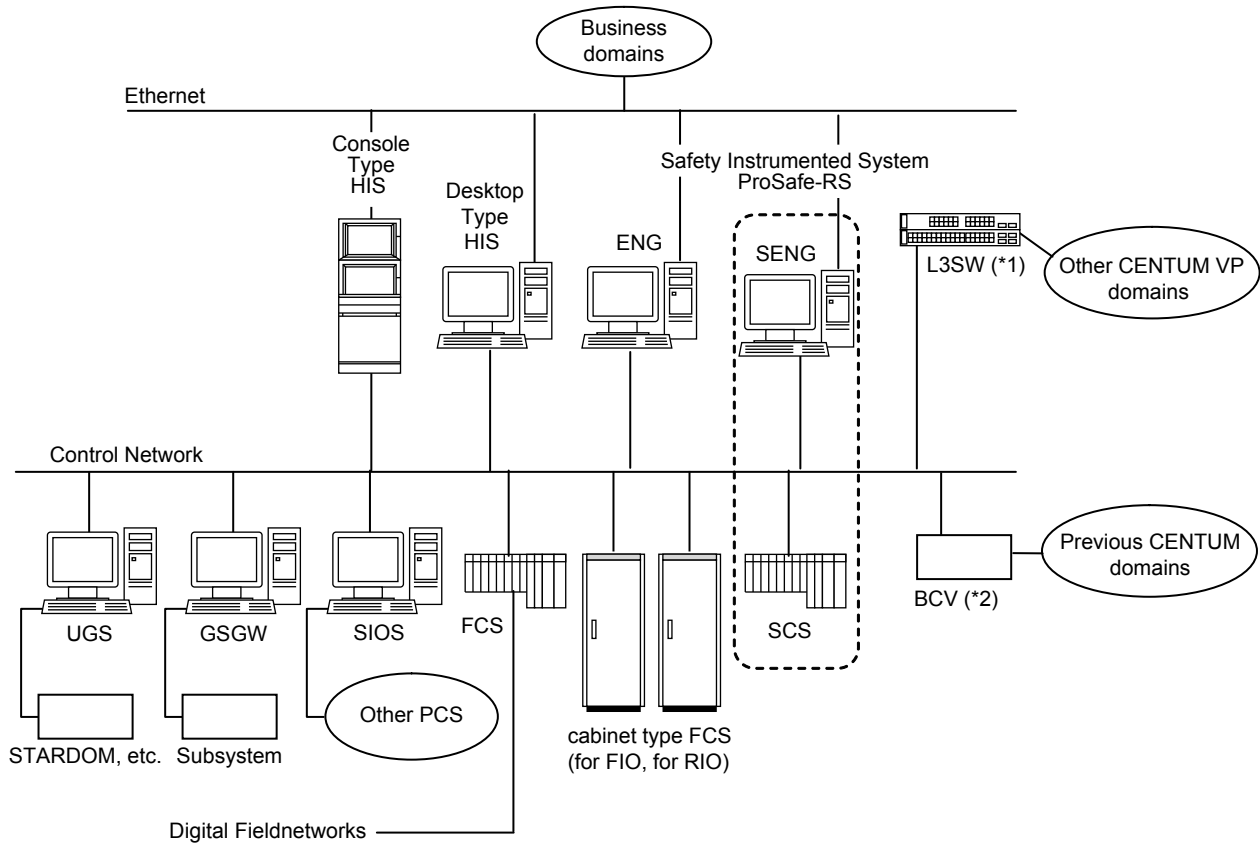 Business
domains
Ethernet
Console
Type
HIS
Desktop
Type
HIS
ENG
Safety Instrumented System
ProSafe-RS
SENG
L3SW (*1)
Other CENTUM VP
domains
Control Network
UGS
GSGW
SIOS
FCS
SCS
BCV (*2)
Previous CENTUM
domains
STARDOM, etc.
Subsystem
Other PCS
cabinet type FCS
(for FIO, for RIO)
Digital Fieldnetworks